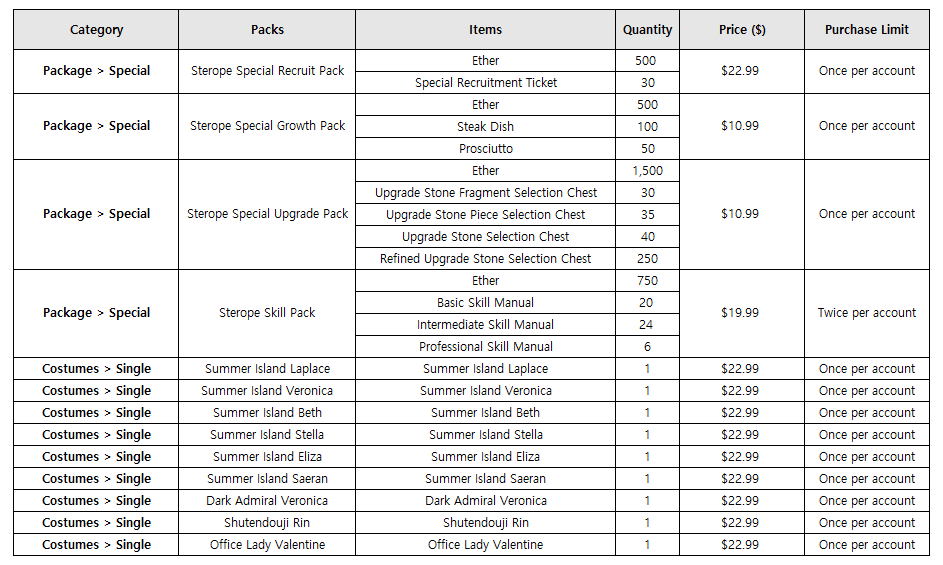 Category Packs Items Quantity Price ($) Purchase Limit
Package > Special Sterope Special Recruit Pack Ether 500 $22.99 Once per account
Special Recruitment Ticket 30
Package > Special Sterope Special Growth Pack Ether 500 $10.99 Once per account
Steak Dish 100
Prosciutto 50
Package > Special Sterope Special Upgrade Pack Ether 1,500 $10.99 Once per account
Upgrade Stone Fragment Selection Chest 30
Upgrade Stone Piece Selection Chest 35
Upgrade Stone Selection Chest 40
Refined Upgrade Stone Selection Chest 250
Package > Special Sterope Skill Pack Ether 750 $19.99 Twice per account
Basic Skill Manual 20
Intermediate Skill Manual 24
Professional Skill Manual 6
Costumes > Single Summer Island Laplace Summer Island Laplace 1 $22.99 Once per account
Costumes > Single Summer Island Veronica Summer Island Veronica 1 $22.99 Once per account
Costumes > Single Summer Island Beth Summer Island Beth 1 $22.99 Once per account
Costumes > Single Summer Island Stella Summer Island Stella 1 $22.99 Once per account
Costumes > Single Summer Island Eliza Summer Island Eliza 1 $22.99 Once per account
Costumes > Single Summer Island Saeran Summer Island Saeran 1 $22.99 Once per account
Costumes > Single Dark Admiral Veronica Dark Admiral Veronica 1 $22.99 Once per account
Costumes > Single Shutendouji Rin Shutendouji Rin 1 $22.99 Once per account
Costumes > Single Office Lady Valentine Office Lady Valentine 1 $22.99 Once per account